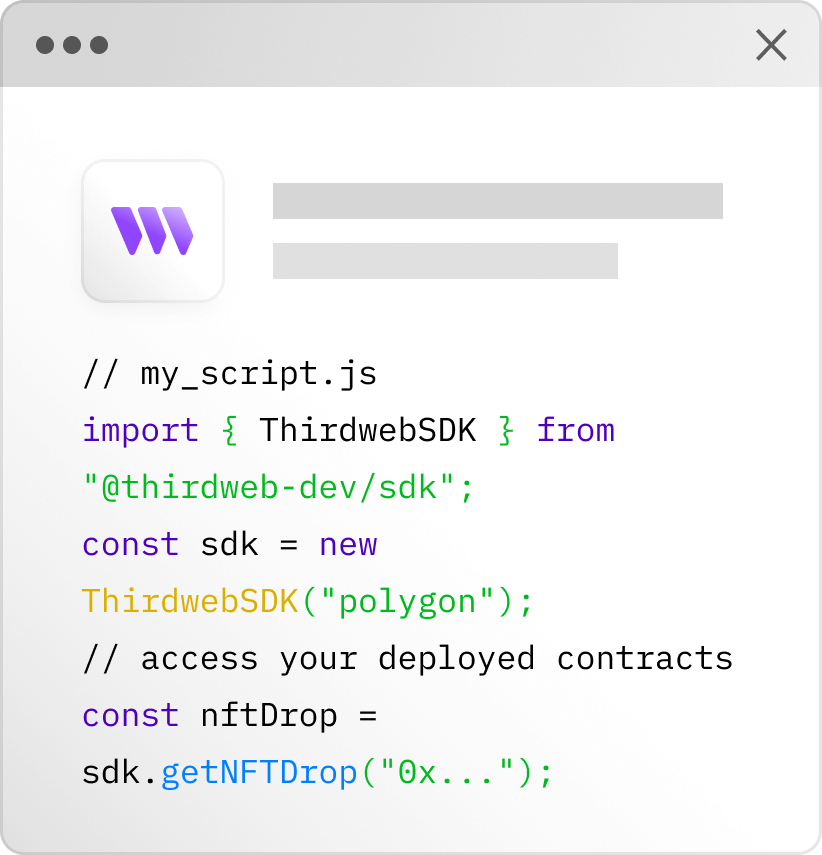 // my_script.js
import { ThirdwebSDK } from
"@thirdweb-dev/sdk";
const sdk = new
ThirdwebSDK("polygon");
// access your deployed contracts
const nftDrop =
sdk.getNFTDrop("0x...");